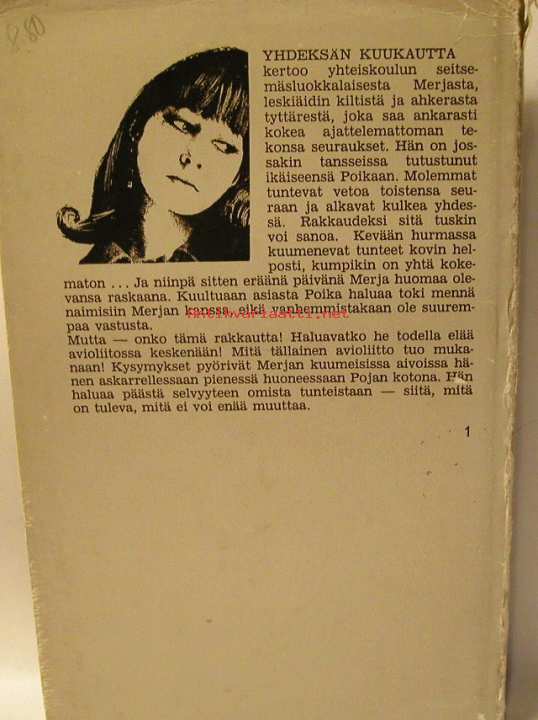 8.80
YHDEKSÄN KUUKAUTTA
kertoo yhteiskoulun seitse-
mäsluokkalaisesta Merjasta,
leskiäidin kiltistä ja ahkerasta
tyttärestä, joka saa ankarasti
kokea ajattelemattoman te-
konsa seuraukset. Hän on jos-
sakin tansseissa tutustunut
ikäiseensä Poikaan. Molemmat
tuntevat vetoa toistensa seu-
raan ja alkavat kulkea yhdes-
sä. Rakkaudeksi sitä tuskin
voi sanoa. Kevään hurmassa
kuumenevat tunteet kovin hel-
posti, kumpikin on yhtä koke-
maton ... Ja niinpä sitten eräänä päivänä Merja huomaa ole-
vansa raskaana. Kuultuaan asiasta Poika haluaa toki mennä
naimisiin Merjan kanssa, eikä vanhemmistakaan ole suurem-
antikvariaatti.net
paa vastusta.
Mutta — onko tämä rakkautta! Haluavatko he todella elää
avioliitossa keskenään! Mitä tällainen avioliitto tuo muka-
naan! Kysymykset pyörivät Merjan kuumeisissa aivoissa hä-
nen askarrellessaan pienessä huoneessaan Pojan kotona. Hän
haluaa päästä selvyyteen omista tunteistaan — siitä, mitä
on tuleva, mitä ei voi enää muuttaa.
1